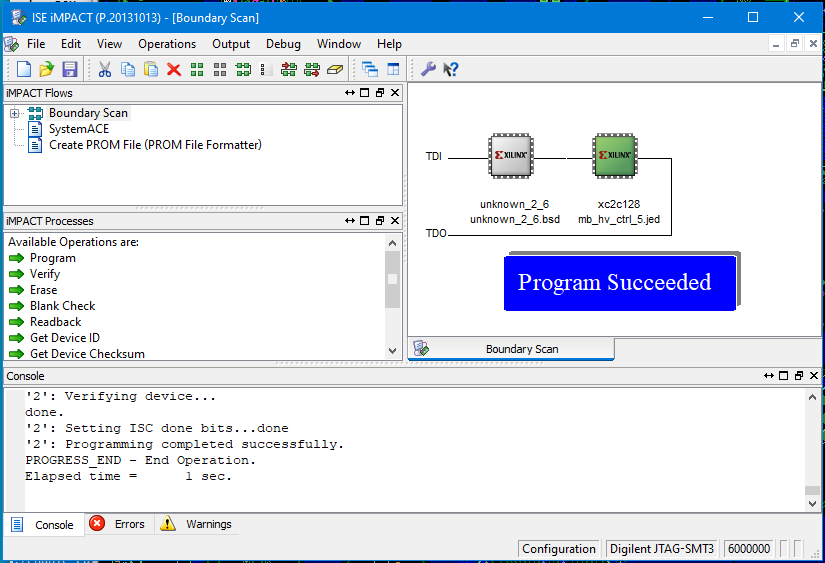 ISE iMPACT (P.20131013) - [Boundary Scan]
File Edit View Operations Output Debug Window Help
iMPACT Flows
Boundary Scan
SystemACE
Create PROM File (PROM File Formatter)
iMPACT Processes
Available Operations are:
Program
Verify
Erase
Blank Check
Readback
Get Device ID
Get Device Checksum
TDI
XILINX
XILINX
unknown_2_6
xc2c128
unknown_2_6.bsd
mb_hv_ctrl_5.jed
TDO
Program Succeeded
Boundary Scan
Console
'2': Verifying device...
done.
'2': Setting ISC done bits...done
'2': Programming completed successfully.
PROGRESS_END - End Operation.
Elapsed time =      1 sec.
Console Errors Warnings
Configuration Digilent JTAG-SMT3 6000000